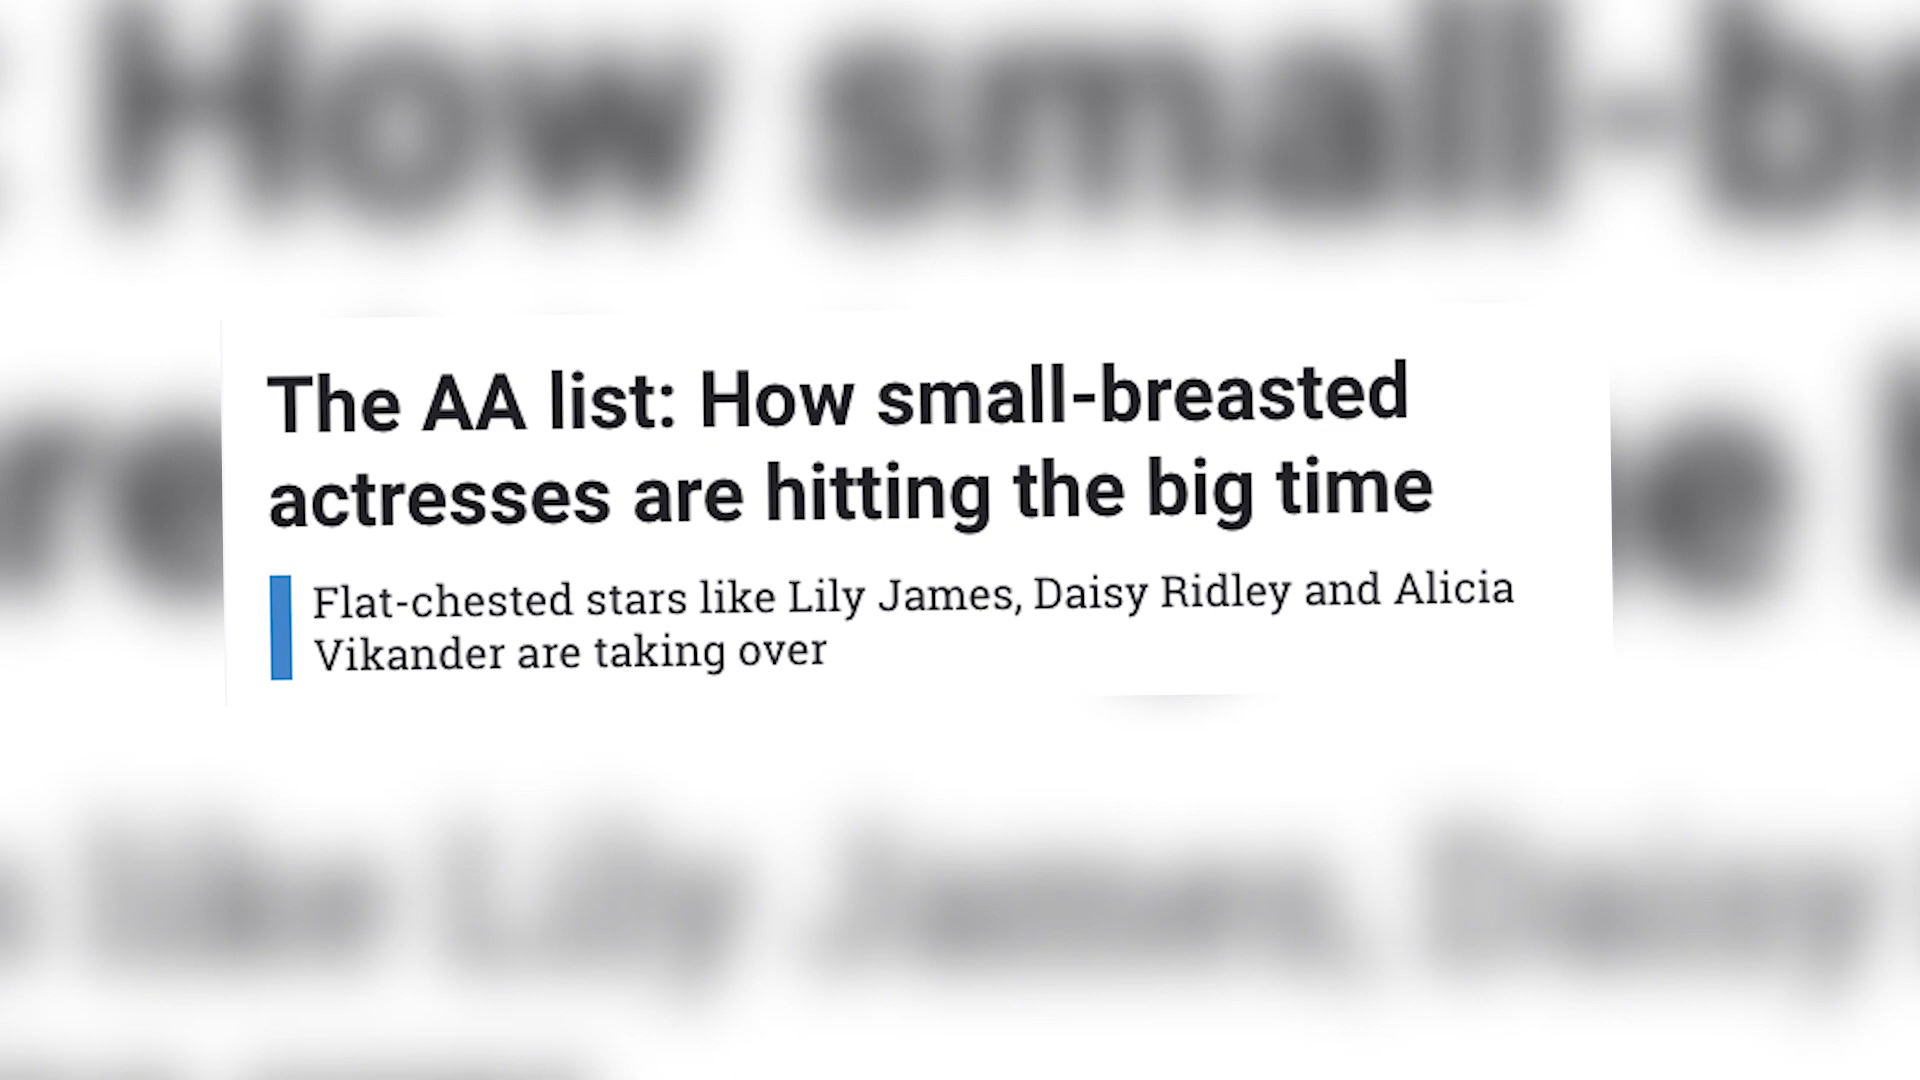 The AA list: How small-breasted
actresses are hitting the big time
Flat-chested stars like Lily James, Daisy Ridley and Alicia
Vikander are taking over